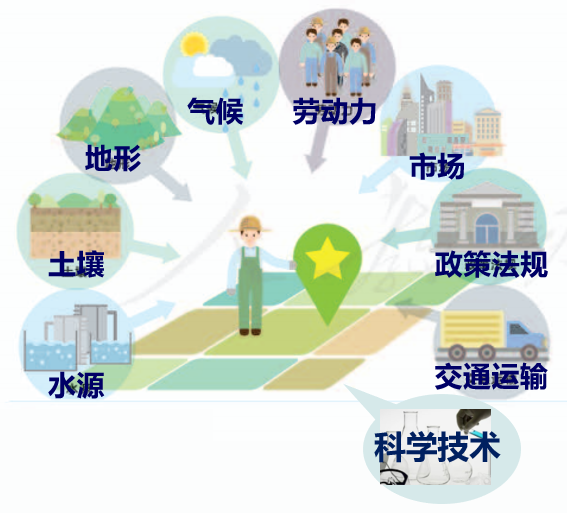 气候
劳动力
地形
市场
土壤
政策法规
水源
交通运输
科学技术